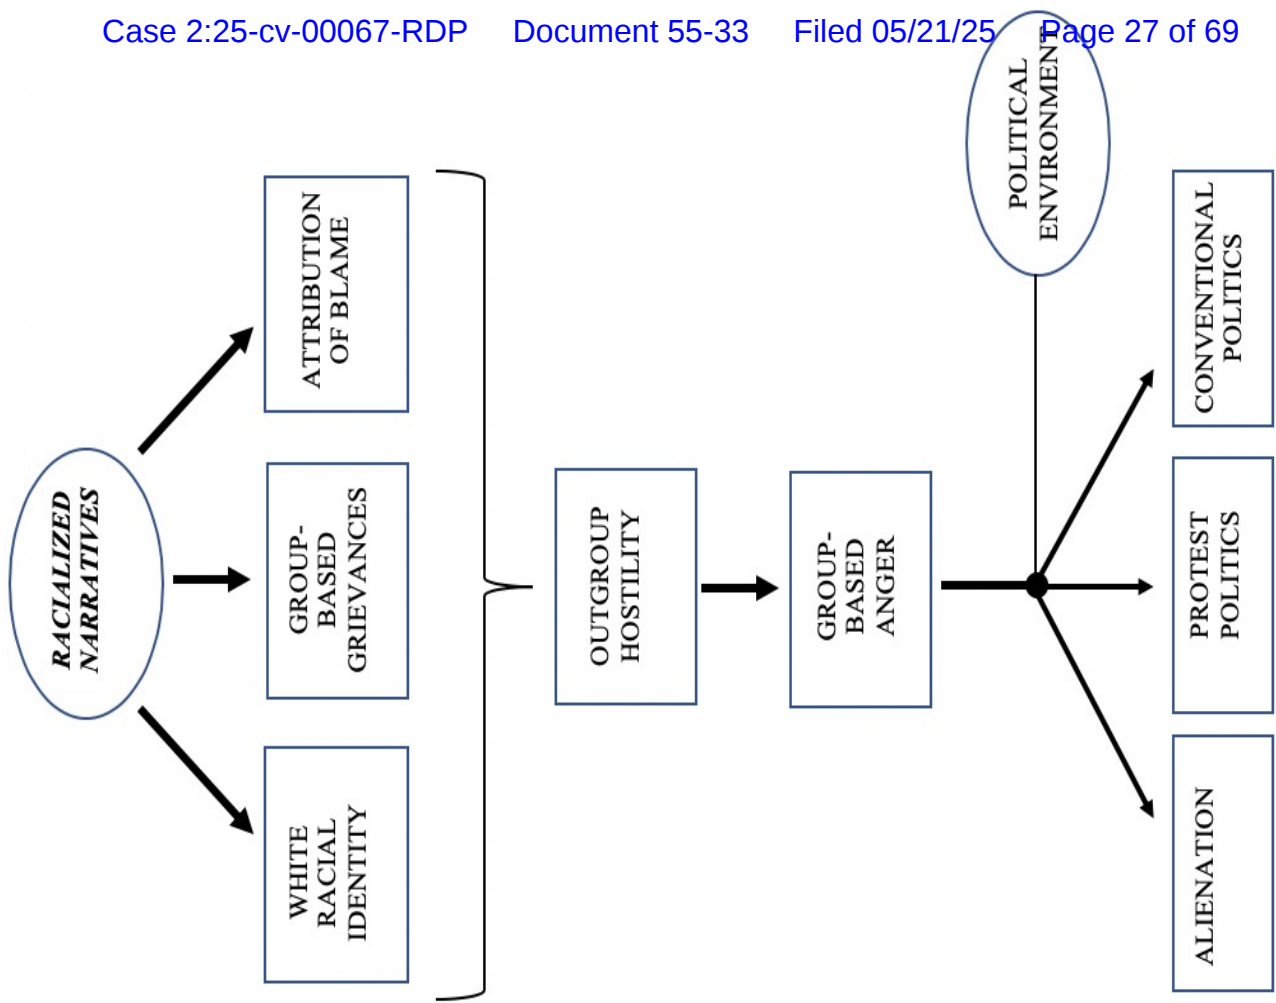 Case 2:25-cv-00067-RDP Document 55-33 Filed 05/21/25 Page 27 of 69
RACIALIZED
NARRATIVES
ATTRIBUTION
OF BLAME
GROUP-
BASED
GRIEVANCES
WHITE
RACIAL
IDENTITY
OUTGROUP
HOSTILITY
GROUP-
BASED
ANGER
POLITICAL
ENVIRONMENT
CONVENTIONAL
POLITICS
PROTEST
POLITICS
ALIENATION